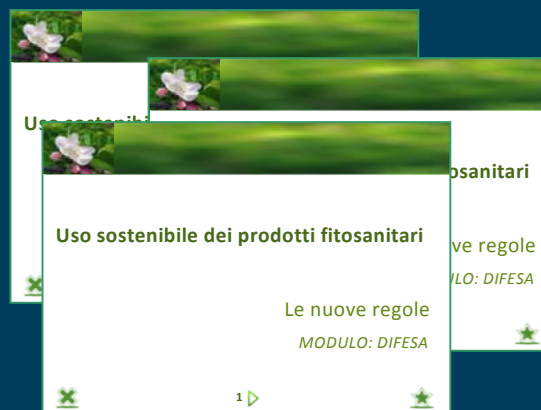 Uso sostenibile dei prodotti fitosanitari
Le nuove regole
MODULO: DIFESA
1